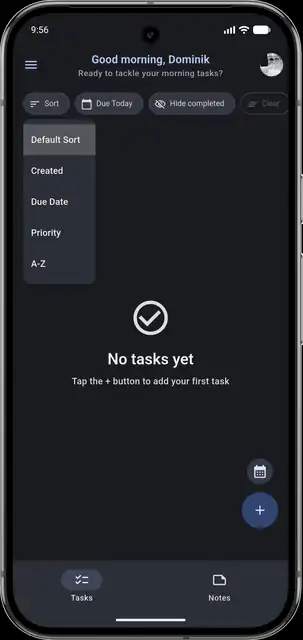 9:56
Good morning, Dominik
Ready to tackle your morning tasks?
Sort
Due Today
Hide completed
Clear
Default Sort
Created
Due Date
Priority
A-Z
No tasks yet
Tap the + button to add your first task
Tasks
Notes